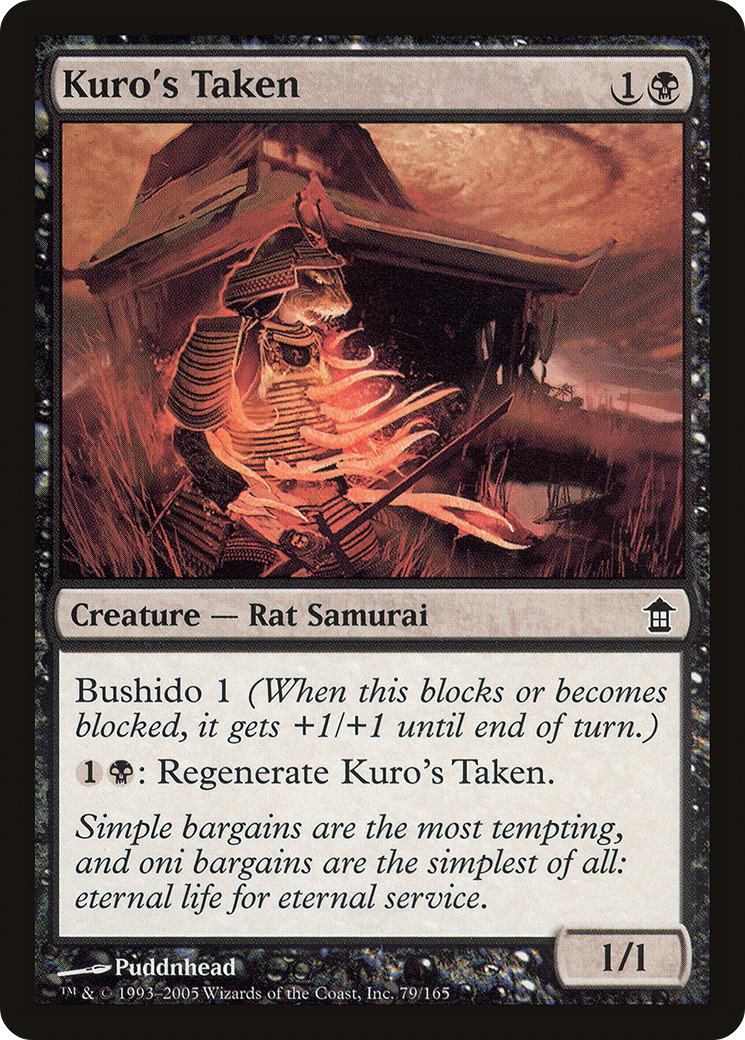 Kuro's Taken 1
Creature — Rat Samurai
Bushido 1 (When this blocks or becomes
blocked, it gets +1/+1 until end of turn.)
1 : Regenerate Kuro's Taken.
Simple bargains are the most tempting,
and oni bargains are the simplest of all:
eternal life for eternal service.
1/1
Puddnhead
™ & © 1993–2005 Wizards of the Coast, Inc. 79/165